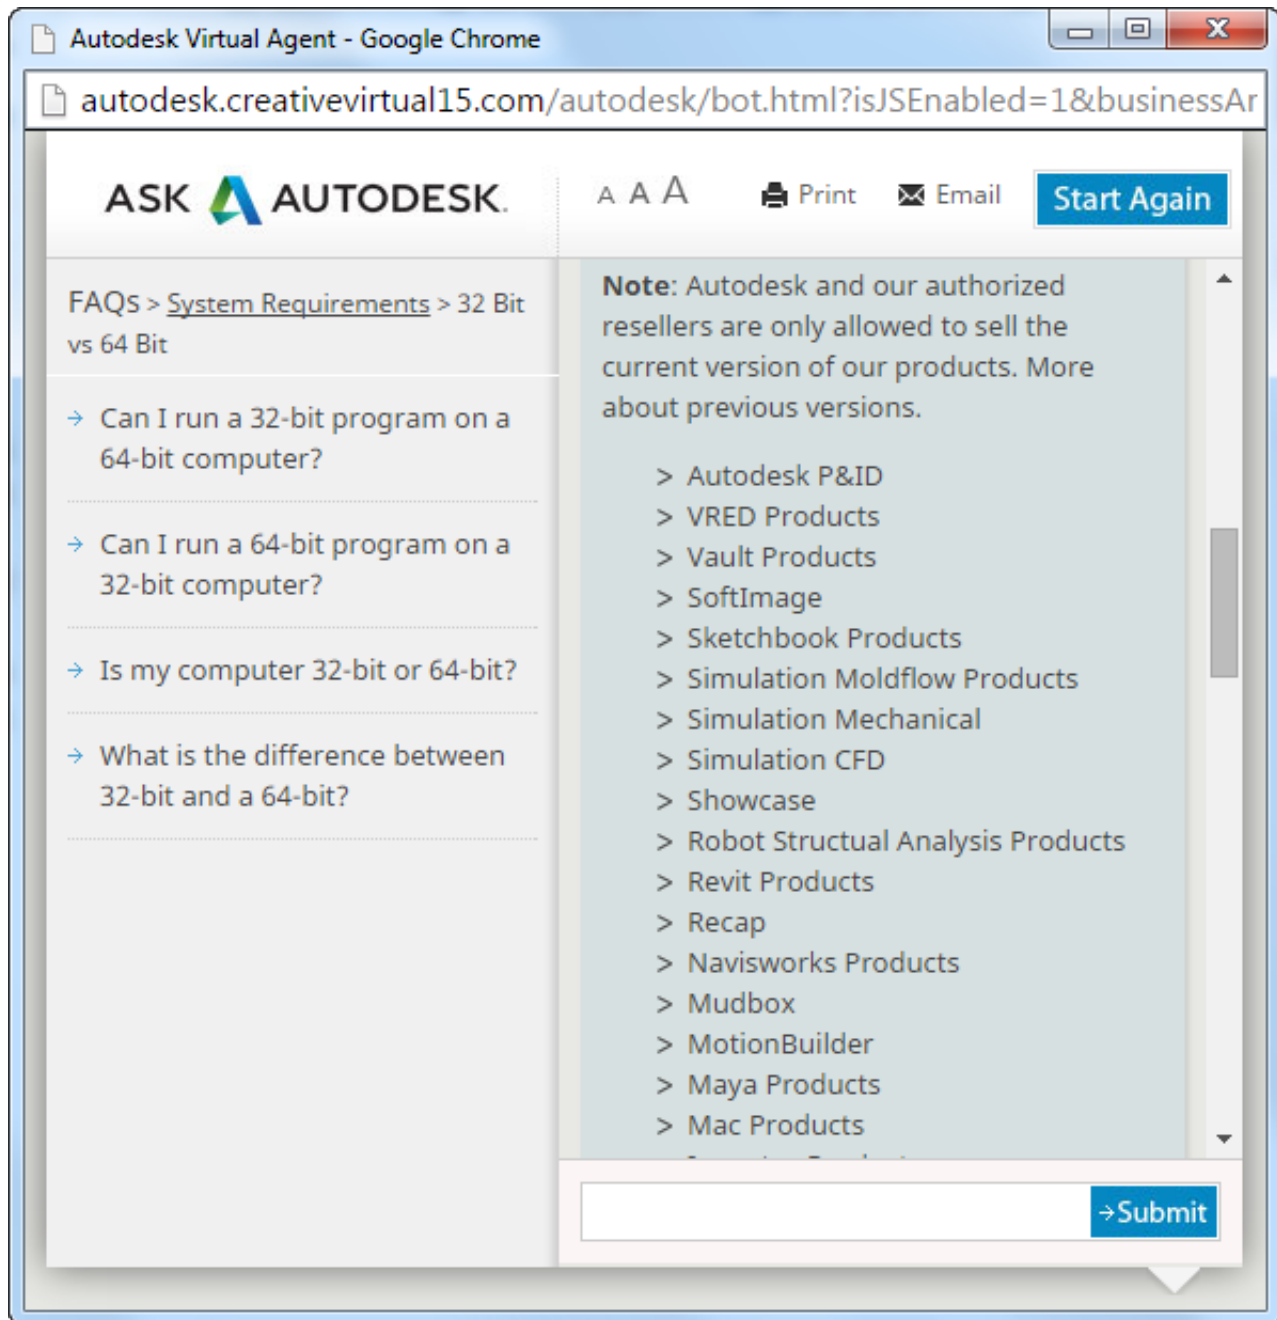 Autodesk Virtual Agent - Google Chrome
autodesk.creativevirtual15.com/autodesk/bot.html?isJSEnabled=1&businessAr
ASK AUTODESK.
A A A Print Email Start Again
FAQs > System Requirements > 32 Bit
vs 64 Bit
→ Can I run a 32-bit program on a
64-bit computer?
→ Can I run a 64-bit program on a
32-bit computer?
→ Is my computer 32-bit or 64-bit?
→ What is the difference between
32-bit and a 64-bit?
Note: Autodesk and our authorized
resellers are only allowed to sell the
current version of our products. More
about previous versions.
> Autodesk P&ID
> VRED Products
> Vault Products
> SoftImage
> Sketchbook Products
> Simulation Moldflow Products
> Simulation Mechanical
> Simulation CFD
> Showcase
> Robot Structual Analysis Products
> Revit Products
> Recap
> Navisworks Products
> Mudbox
> MotionBuilder
> Maya Products
> Mac Products
→Submit